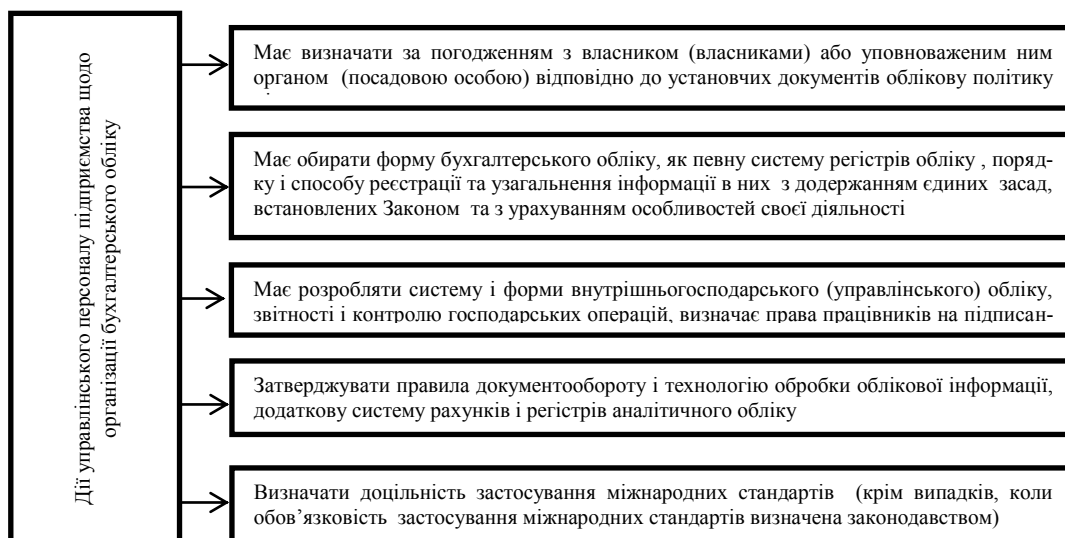 Дії управлінського персоналу підприємства щодо
організації бухгалтерського обліку
Має визначати за погодженням з власником (власниками) або уповноваженим ним
органом (посадовою особою) відповідно до установчих документів облікову політику
Має обирати форму бухгалтерського обліку, як певну систему регістрів обліку , поряд-
ку і способу реєстрації та узагальнення інформації в них з додержанням єдиних засад,
встановлених Законом та з урахуванням особливостей своєї діяльності
Має розробляти систему і форми внутрішньогосподарського (управлінського) обліку,
звітності і контролю господарських операцій, визначає права працівників на підписан-
Затверджувати правила документообороту і технологію обробки облікової інформації,
додаткову систему рахунків і регістрів аналітичного обліку
Визначати доцільність застосування міжнародних стандартів (крім випадків, коли
обов’язковість застосування міжнародних стандартів визначена законодавством)